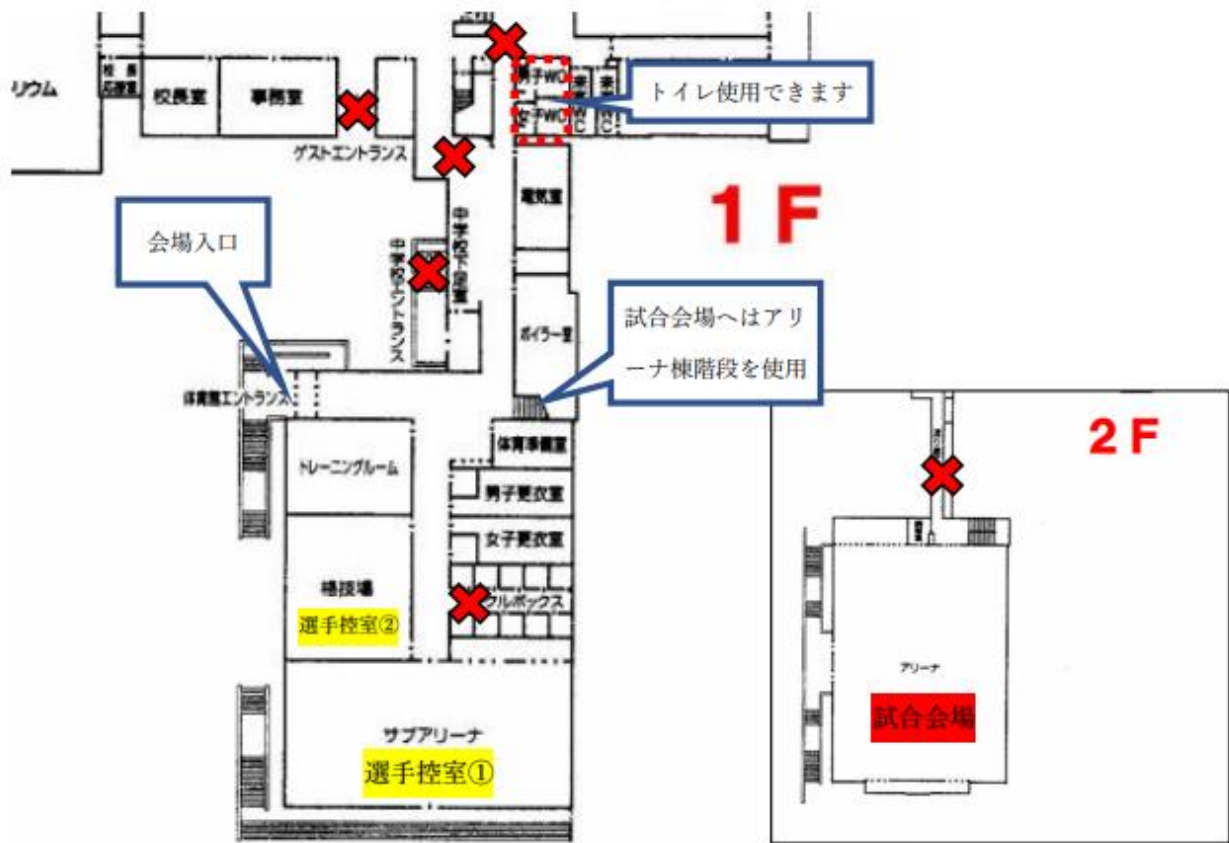 リウム
校長室
事務室
男子WC
女子WC
トイレ使用できます
ゲストエントランス
電気室
1F
会場入口
中学校エントランス
ボイラー室
試合会場へはアリ
ーナ棟階段を使用
体育館エントランス
2F
体育準備室
トレーニングルーム
男子更衣室
女子更衣室
格技場
選手控室②
クルボックス
アリーナ
試合会場
サブアリーナ
選手控室①